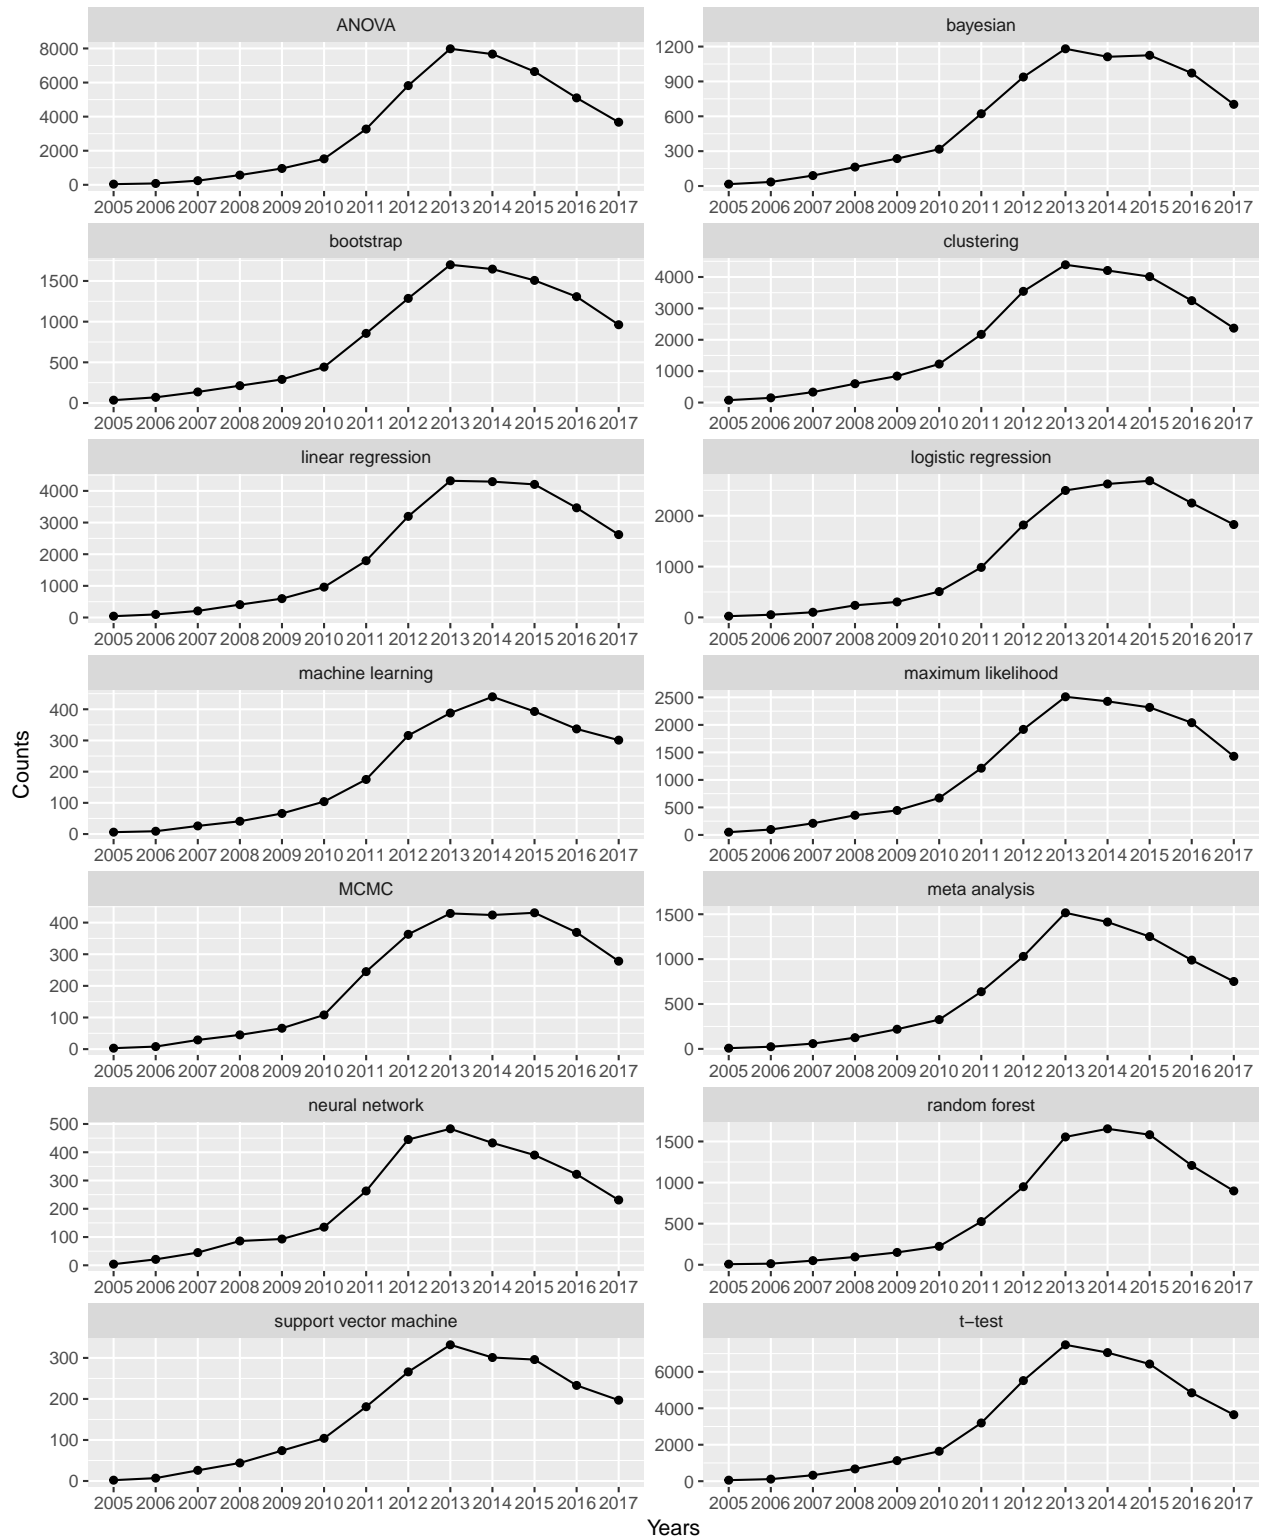 ANOVA
8000
6000
4000
2000
0
2005 2006 2007 2008 2009 2010 2011 2012 2013 2014 2015 2016 2017
bayesian
1200
900
600
300
0
2005 2006 2007 2008 2009 2010 2011 2012 2013 2014 2015 2016 2017
bootstrap
1500
1000
500
0
2005 2006 2007 2008 2009 2010 2011 2012 2013 2014 2015 2016 2017
clustering
4000
3000
2000
1000
0
2005 2006 2007 2008 2009 2010 2011 2012 2013 2014 2015 2016 2017
linear regression
4000
3000
2000
1000
0
2005 2006 2007 2008 2009 2010 2011 2012 2013 2014 2015 2016 2017
logistic regression
2000
1000
0
2005 2006 2007 2008 2009 2010 2011 2012 2013 2014 2015 2016 2017
machine learning
400
300
200
100
0
2005 2006 2007 2008 2009 2010 2011 2012 2013 2014 2015 2016 2017
maximum likelihood
2500
2000
1500
1000
500
0
2005 2006 2007 2008 2009 2010 2011 2012 2013 2014 2015 2016 2017
Counts
MCMC
400
300
200
100
0
2005 2006 2007 2008 2009 2010 2011 2012 2013 2014 2015 2016 2017
meta analysis
1500
1000
500
0
2005 2006 2007 2008 2009 2010 2011 2012 2013 2014 2015 2016 2017
neural network
500
400
300
200
100
0
2005 2006 2007 2008 2009 2010 2011 2012 2013 2014 2015 2016 2017
random forest
1500
1000
500
0
2005 2006 2007 2008 2009 2010 2011 2012 2013 2014 2015 2016 2017
support vector machine
300
200
100
0
2005 2006 2007 2008 2009 2010 2011 2012 2013 2014 2015 2016 2017
t−test
6000
4000
2000
0
2005 2006 2007 2008 2009 2010 2011 2012 2013 2014 2015 2016 2017
Years